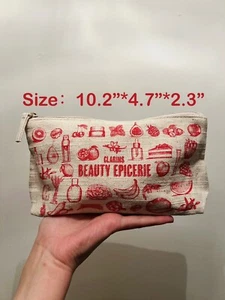 Size：10.2”*4.7”*2.3”
CLARINS
BEAUTY EPICERIE